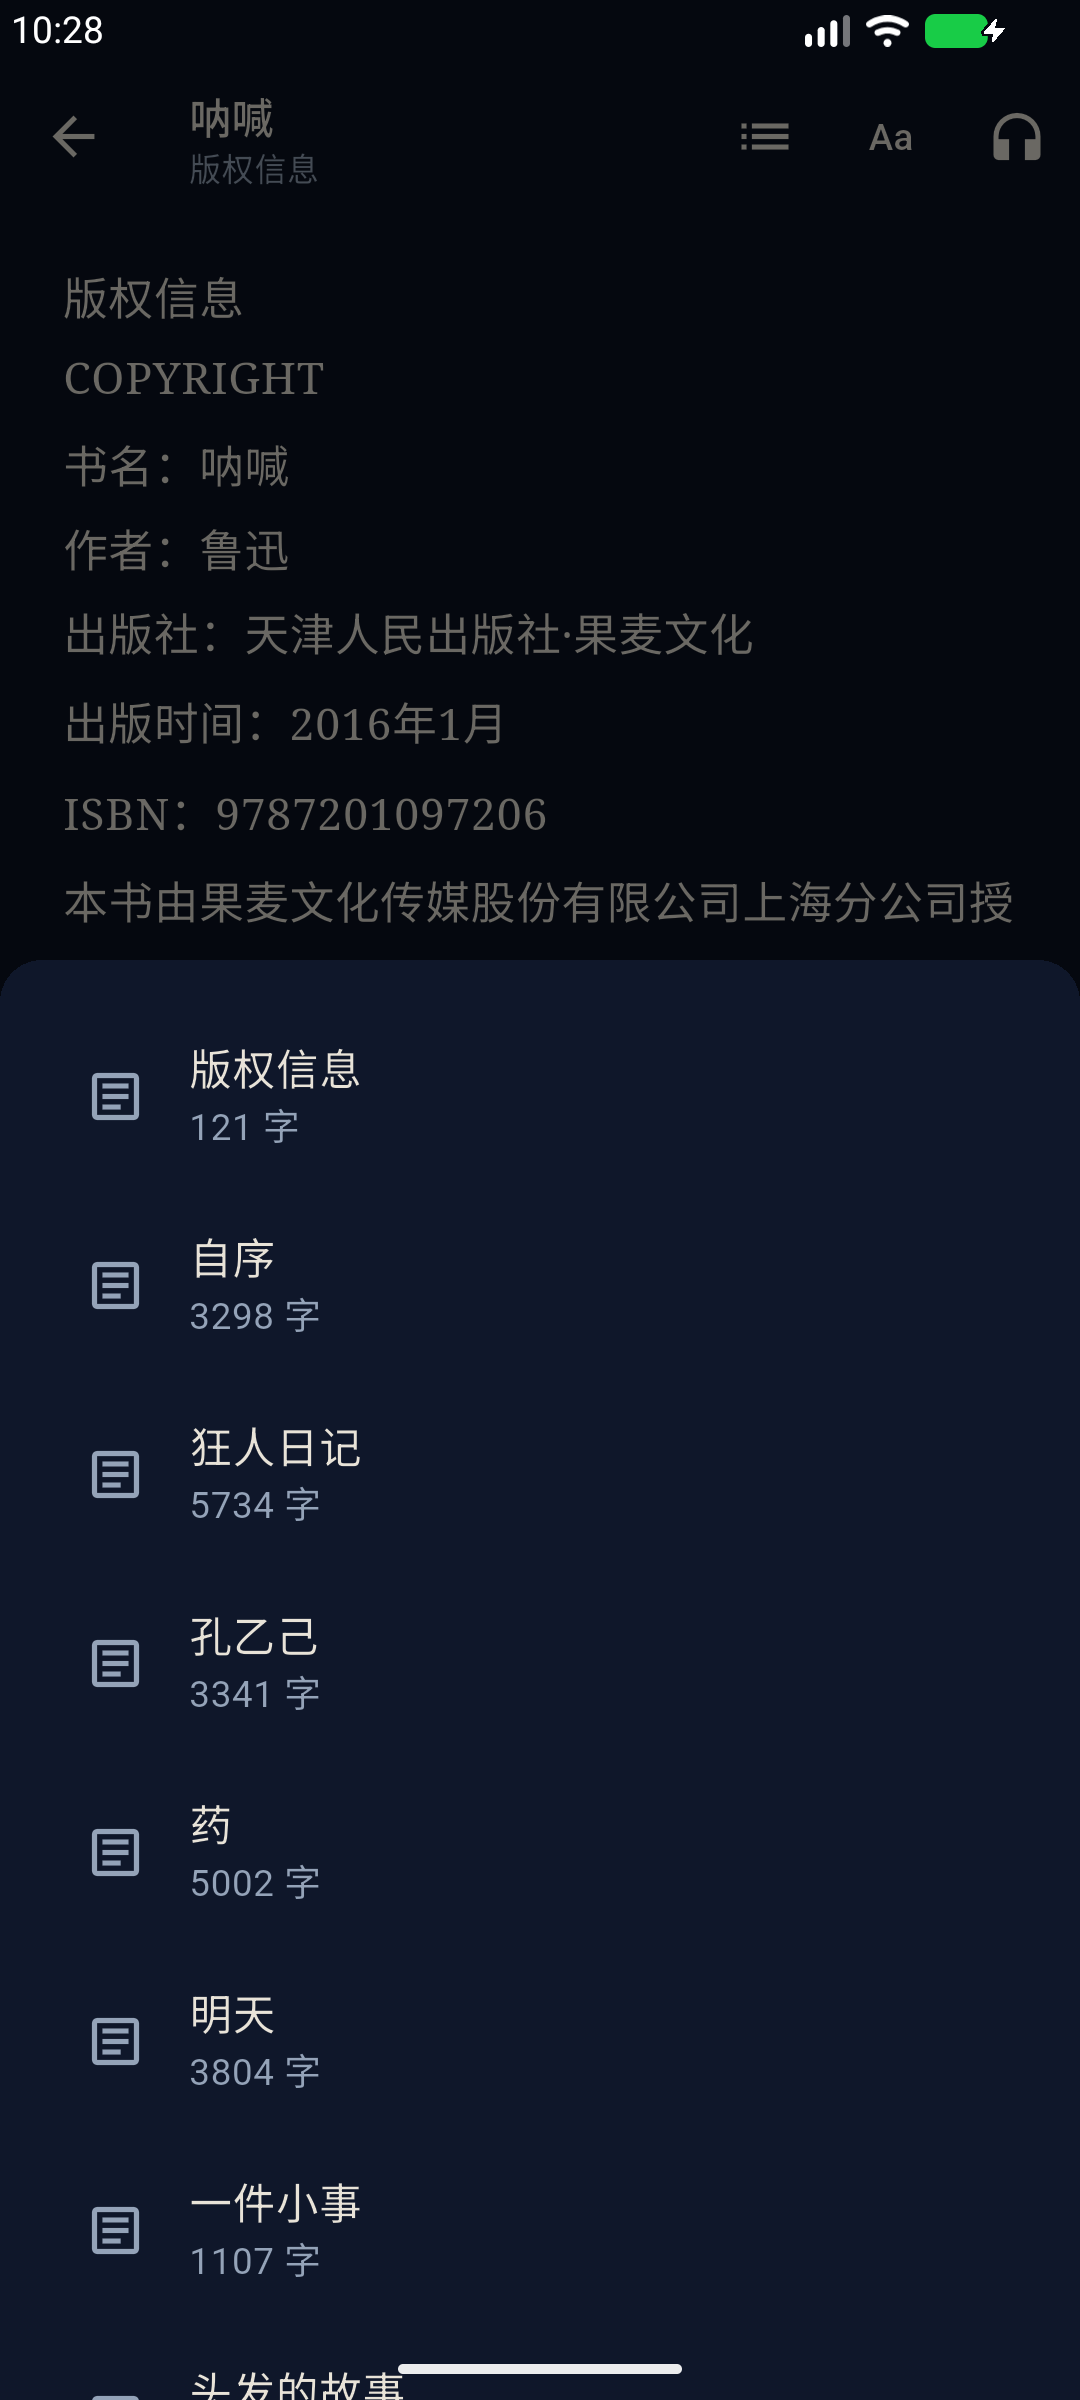 10:28
呐喊
版权信息
Aa
版权信息
COPYRIGHT
书名：呐喊
作者：鲁迅
出版社：天津人民出版社·果麦文化
出版时间：2016年1月
ISBN：9787201097206
本书由果麦文化传媒股份有限公司上海分公司授
版权信息
121 字
自序
3298 字
狂人日记
5734 字
孔乙己
3341 字
药
5002 字
明天
3804 字
一件小事
1107 字
头发的故事